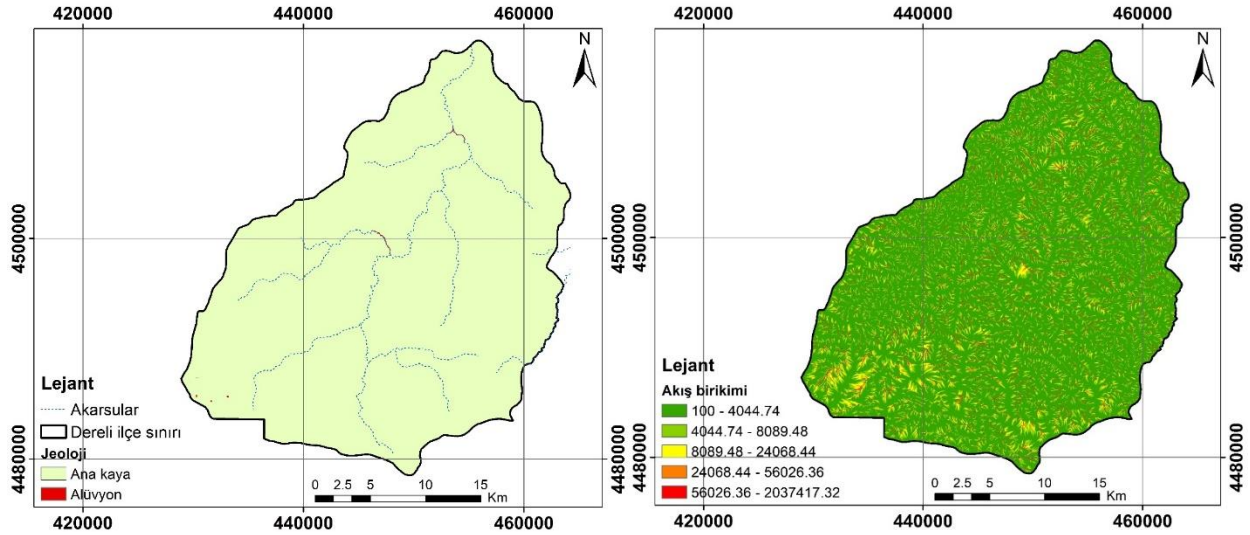 420000 440000 460000
N
4500000
4480000
4500000
4480000
Lejant
Akarsular
Dereli ilçe sınırı
Jeoloji
Ana kaya
Alüvyon
0 2.5 5 10 15
Km
420000 440000 460000
420000 440000 460000
N
4500000
4480000
Lejant
Akış birikimi
100 - 4044.74
4044.74 - 8089.48
8089.48 - 24068.44
24068.44 - 56026.36
56026.36 - 2037417.32
0 2.5 5 10 15
Km
420000 440000 460000